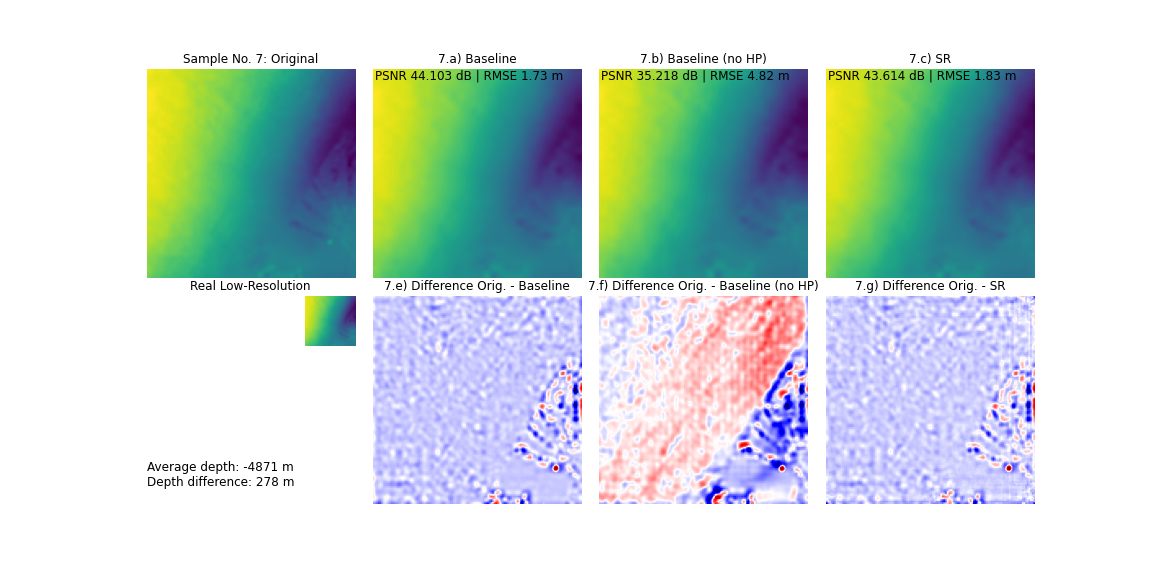 Sample No. 7: Original
7.a) Baseline
7.b) Baseline (no HP)
7.c) SR
PSNR 44.103 dB | RMSE 1.73 m
PSNR 35.218 dB | RMSE 4.82 m
PSNR 43.614 dB | RMSE 1.83 m
Real Low-Resolution
7.e) Difference Orig. - Baseline
7.f) Difference Orig. - Baseline (no HP)
7.g) Difference Orig. - SR
Average depth: -4871 m
Depth difference: 278 m